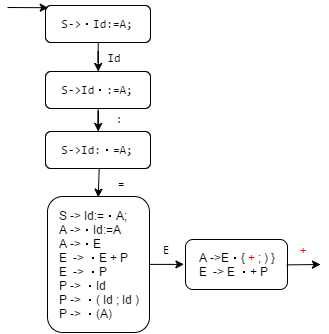 S->・Id:=A;
Id
S->Id・:=A;
:
S->Id:・=A;
=
S -> Id:= ・A;
A -> ・Id:=A
A -> ・E
E -> ・E + P
E -> ・P
P -> ・Id
P -> ・( Id ; Id )
P -> ・(A)
E
A ->E・{ + ; ) }
E -> E ・+ P
+